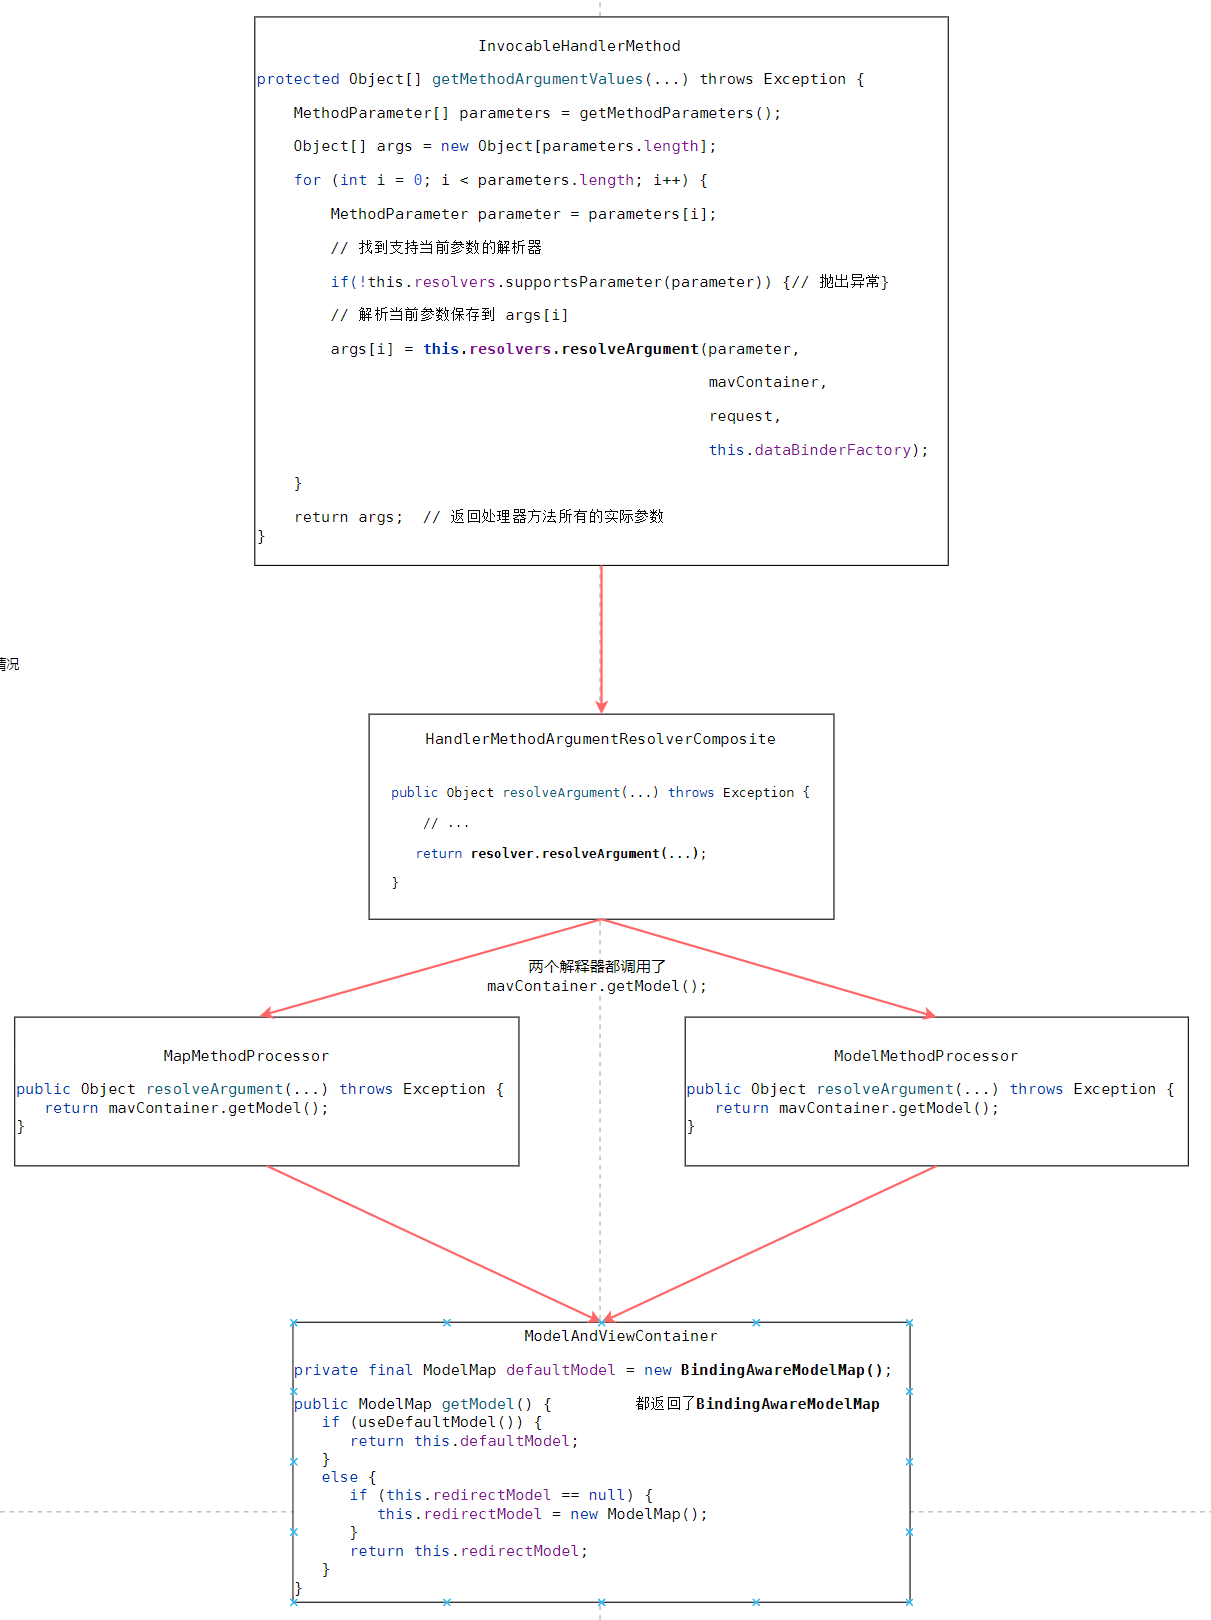 InvocableHandlerMethod
protected Object[] getMethodArgumentValues(...) throws Exception {
MethodParameter[] parameters = getMethodParameters();
Object[] args = new Object[parameters.length];
for (int i = 0; i < parameters.length; i++) {
MethodParameter parameter = parameters[i];
// 找到支持当前参数的解析器
if(!this.resolvers.supportsParameter(parameter)) {// 抛出异常}
// 解析当前参数保存到 args[i]
args[i] = this.resolvers.resolveArgument(parameter,
mavContainer,
request,
this.dataBinderFactory);
}
return args;  // 返回处理器方法所有的实际参数
}
情况
HandlerMethodArgumentResolverComposite
public Object resolveArgument(...) throws Exception {
// ...
return resolver.resolveArgument(...);
}
两个解释器都调用了
mavContainer.getModel();
MapMethodProcessor
public Object resolveArgument(...) throws Exception {
return mavContainer.getModel();
}
ModelMethodProcessor
public Object resolveArgument(...) throws Exception {
return mavContainer.getModel();
}
ModelAndViewContainer
private final ModelMap defaultModel = new BindingAwareModelMap();
public ModelMap getModel() {  都返回了BindingAwareModelMap
if (useDefaultModel()) {
return this.defaultModel;
}
else {
if (this.redirectModel == null) {
this.redirectModel = new ModelMap();
}
return this.redirectModel;
}
}